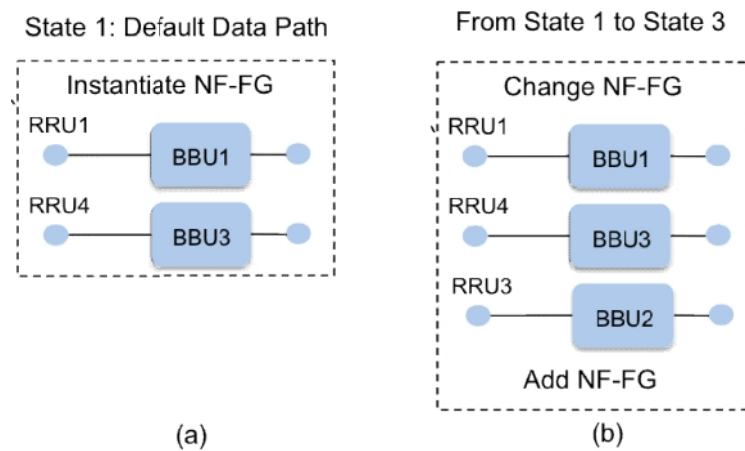 State 1: Default Data Path
Instantiate NF-FG
RRU1
BBU1
RRU4
BBU3
(a)
From State 1 to State 3
Change NF-FG
RRU1
BBU1
RRU4
BBU3
RRU3
BBU2
Add NF-FG
(b)